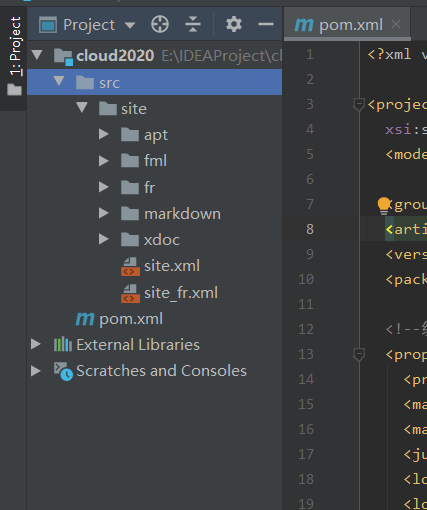 1: Project
Project
pom.xml
cloud2020 E:\IDEAProject\cl
src
site
apt
fml
fr
markdown
xdoc
site.xml
site_fr.xml
pom.xml
External Libraries
Scratches and Consoles
1 <?xml v
2
3 <projec
4 xsi:s
5 <mode
6
7 <grou
8 <arti
9 <vers
10 <pack
11
12 <!--
13 <prop
14 <pr
15 <ma
16 <ma
17 <ju
18 <lo
19 <lo